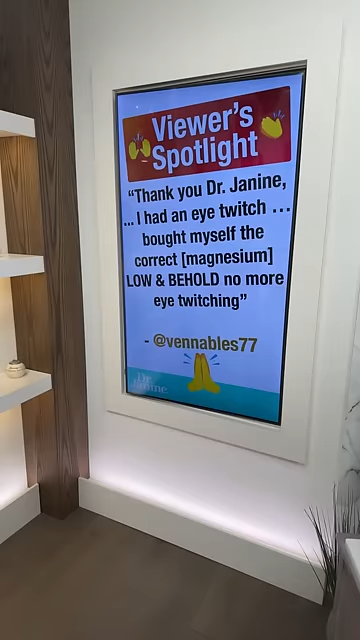 Viewer's
Spotlight
“Thank you Dr. Janine,
... I had an eye twitch ...
bought myself the
correct [magnesium]
LOW & BEHOLD no more
eye twitching”
- @vennables77
Dr.
Janine